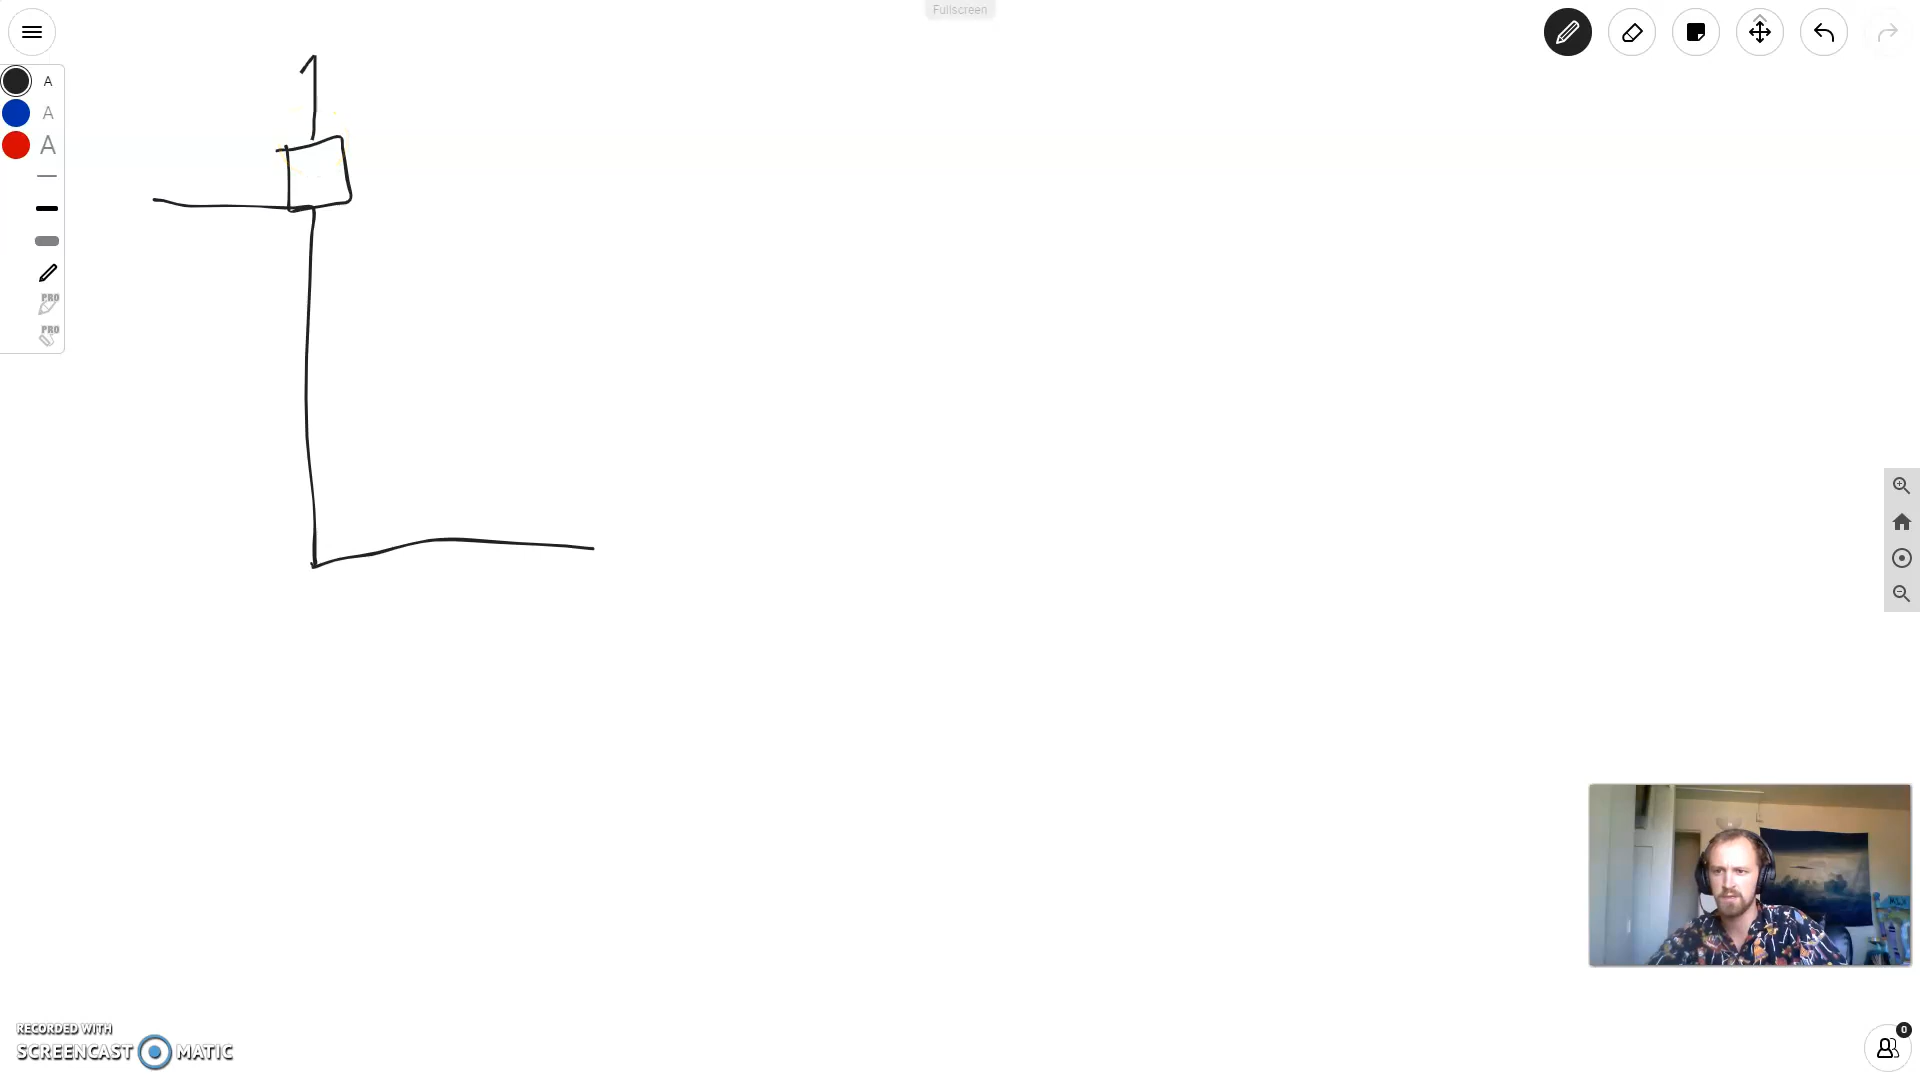 Fullscreen
A
A
A
PRO
PRO
0
RECORDED WITH
SCREENCAST MATIC